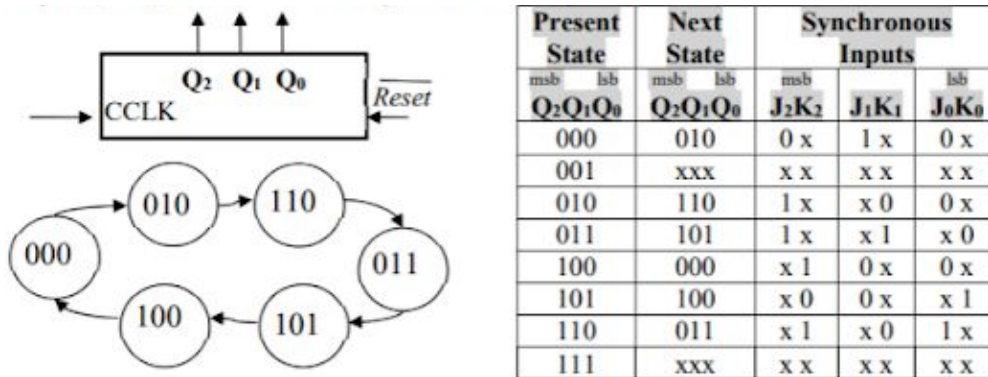 Q₂ Q₁ Q₀
Reset
CCLK
010
110
000
011
100
101
Present State Next State Synchronous Inputs
msb lsb msb lsb msb lsb
Q₂Q₁Q₀ Q₂Q₁Q₀ J₂K₂ J₁K₁ J₀K₀
000 010 0 x 1 x 0 x
001 xxx x x x x x x
010 110 1 x x 0 0 x
011 101 1 x x 1 x 0
100 000 x 1 0 x 0 x
101 100 x 0 0 x x 1
110 011 x 1 x 0 1 x
111 xxx x x x x x x